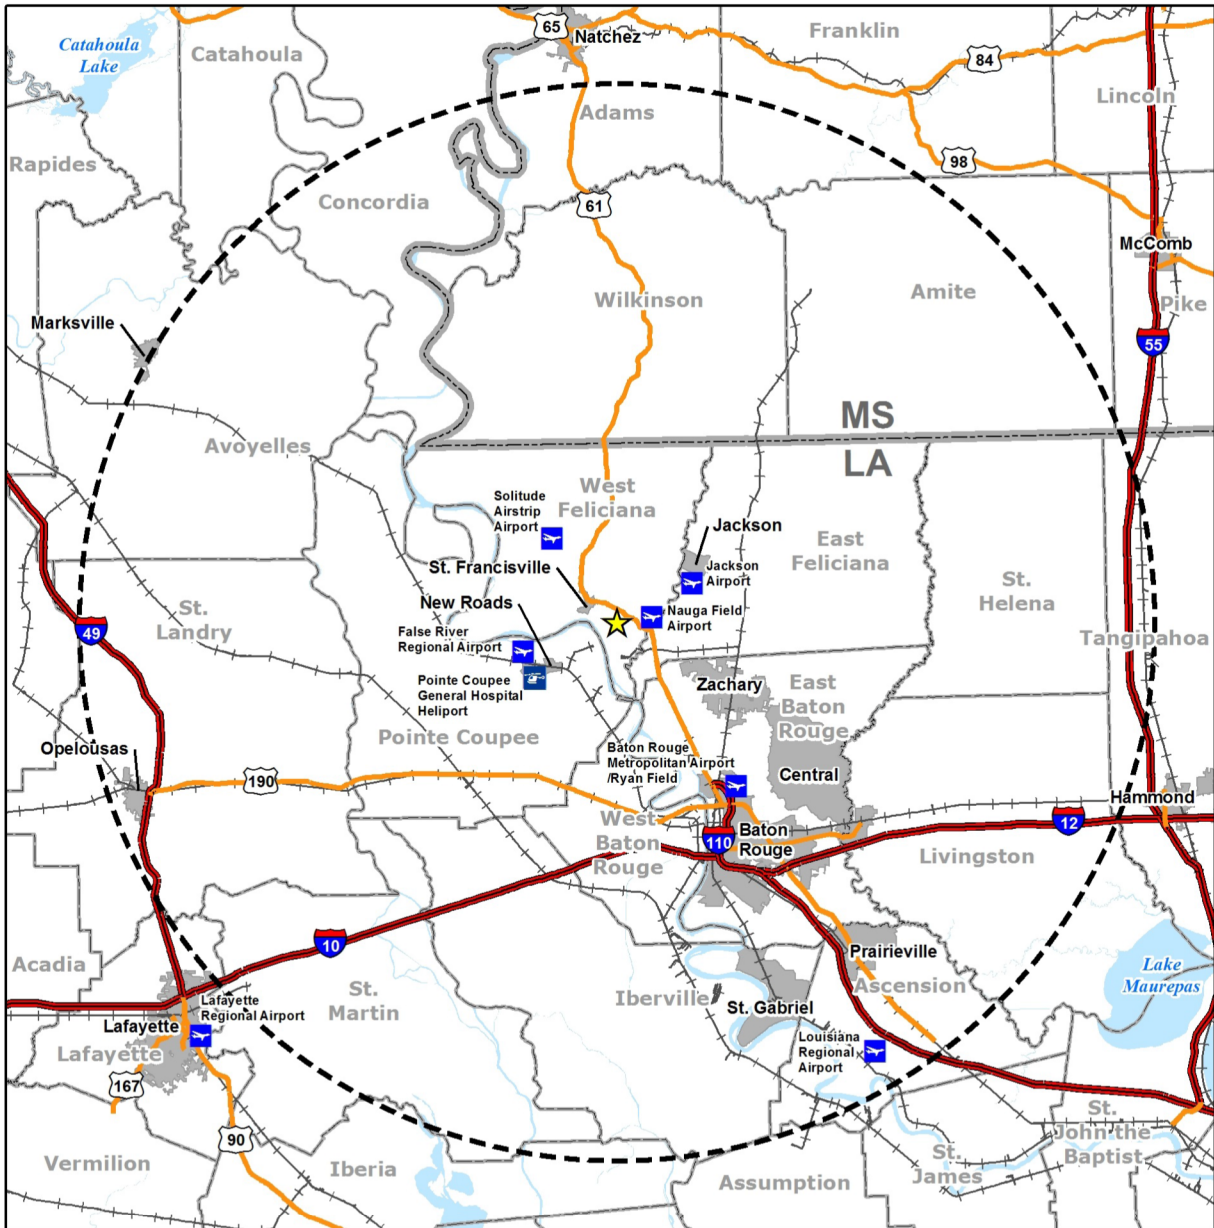 65
Natchez
Franklin
Catahoula
Lake
Catahoula
84
Lincoln
Adams
Rapides
98
Concordia
61
McComb
Wilkinson
Amite
Pike
Marksville
55
MS
LA
Avoyelles
Solitude
Airstrip
Airport
West
Feliciana
Jackson
East
Feliciana
St. Francisville
Jackson
Airport
St.
Helena
New Roads
Nauga Field
Airport
St.
Landry
49
False River
Regional Airport
Tangipahoa
Pointe Coupee
General Hospital
Heliport
Zachary
East
Baton
Rouge
Pointe Coupee
Opelousas
Baton Rouge
Metropolitan Airport
/Ryan Field
Central
190
Hammond
West
Baton
Rouge
110
Baton
Rouge
12
Livingston
10
Prairieville
Acadia
Lake
Maurepas
St.
Martin
Iberville
Ascension
Lafayette
Regional Airport
St. Gabriel
Lafayette
Lafayette
Louisiana
Regional
Airport
167
90
St.
John the
Baptist
Vermilion
Iberia
St.
James
Assumption